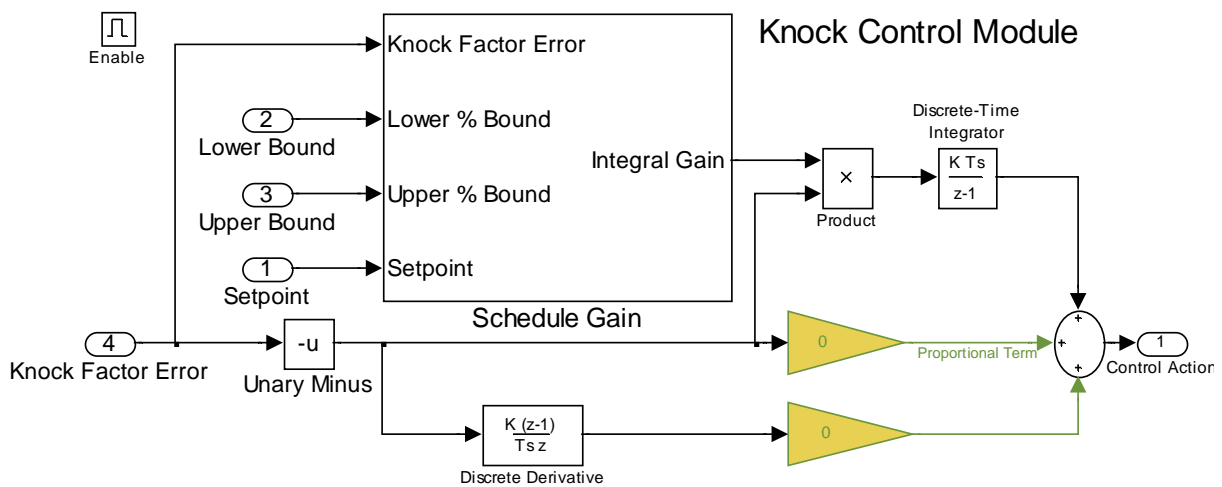 Knock Control Module
Enable
Knock Factor Error
2
Lower % Bound
Lower Bound
Integral Gain
3
Upper % Bound
Upper Bound
1
Setpoint
Setpoint
Schedule Gain
×
Product
Discrete-Time
Integrator
K Ts
z-1
4
Knock Factor Error
-u
Unary Minus
0
Proportional Term
+
+
+
1
Control Action
K (z-1)
Ts z
Discrete Derivative
0